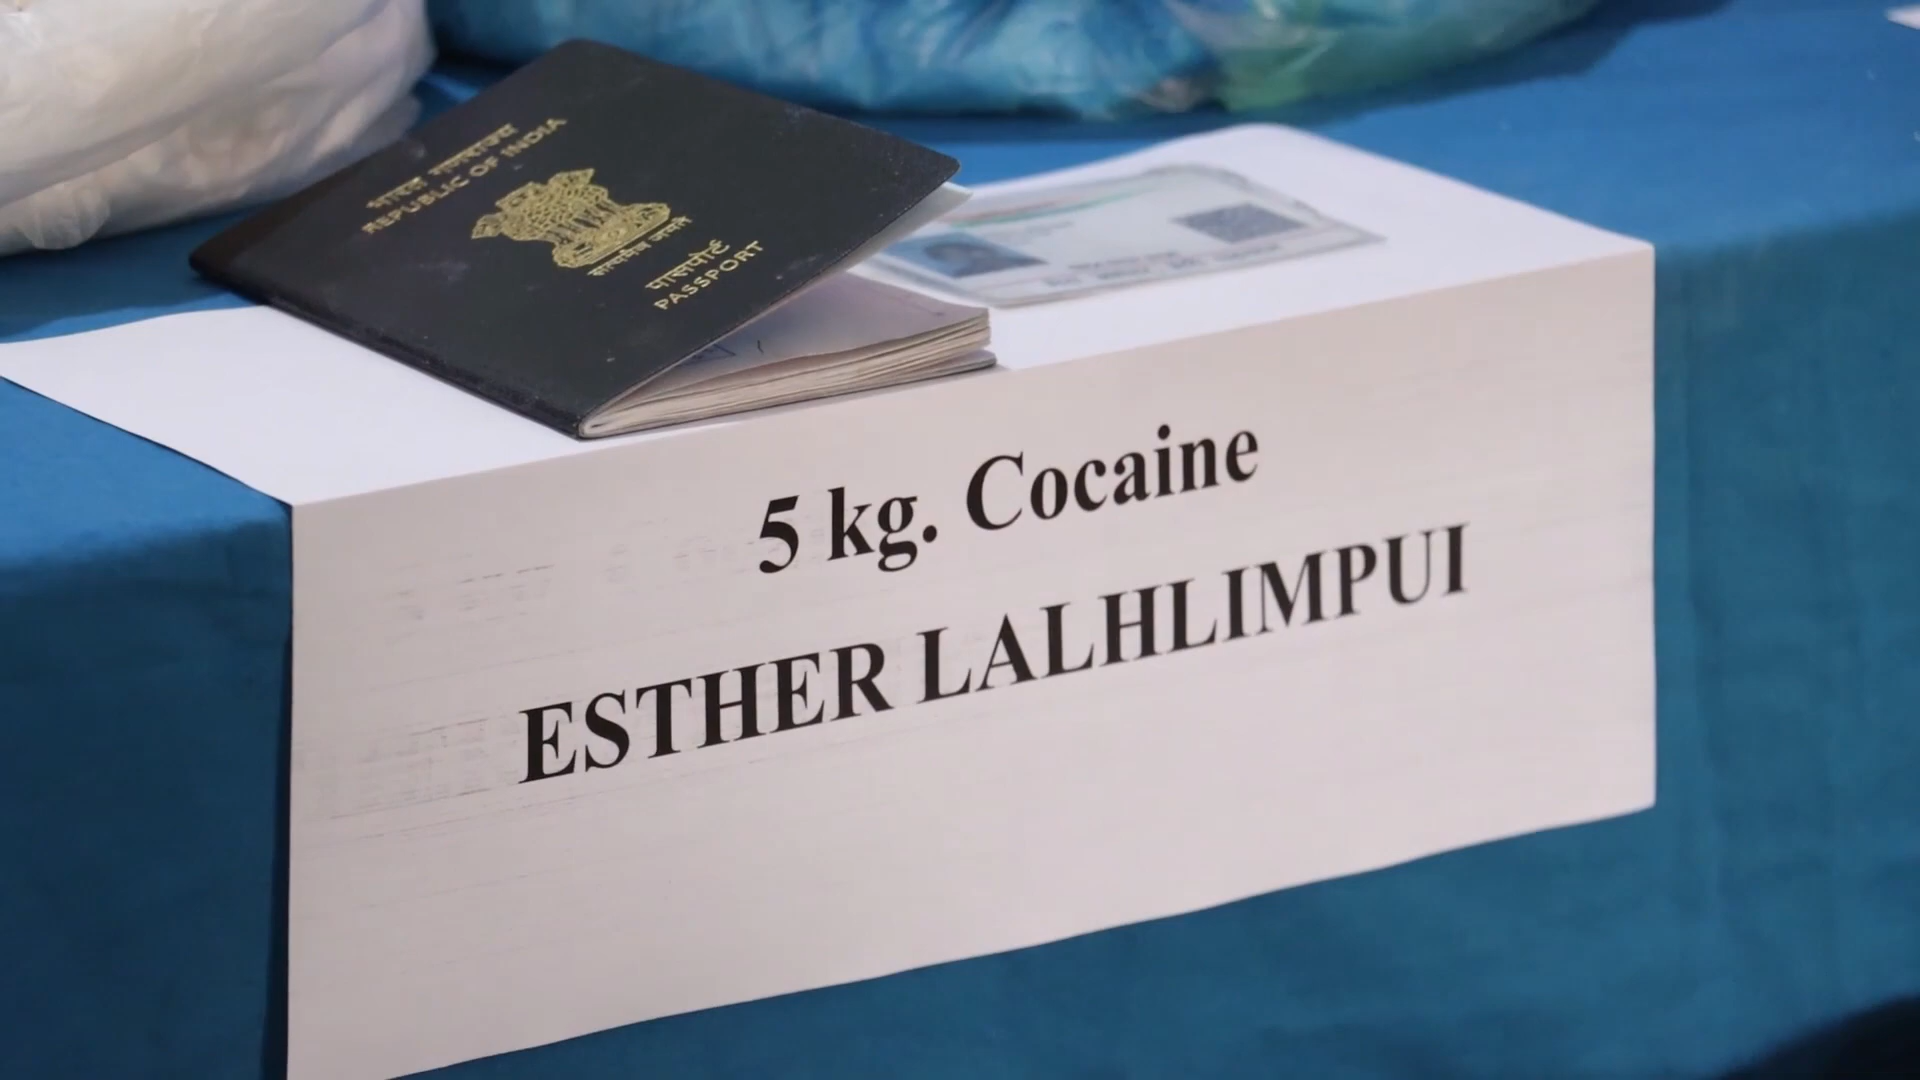 भारत गणराज्य
REPUBLIC OF INDIA
सत्यमेव जयते
पासपोर्ट
PASSPORT
5 kg. Cocaine
ESTHER LALHLIMPUI